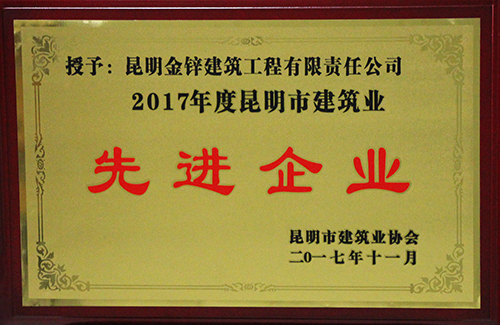 授予：昆明金锌建筑工程有限责任公司
2017年度昆明市建筑业
先进企业
昆明市建筑业协会
二0一七年十一月